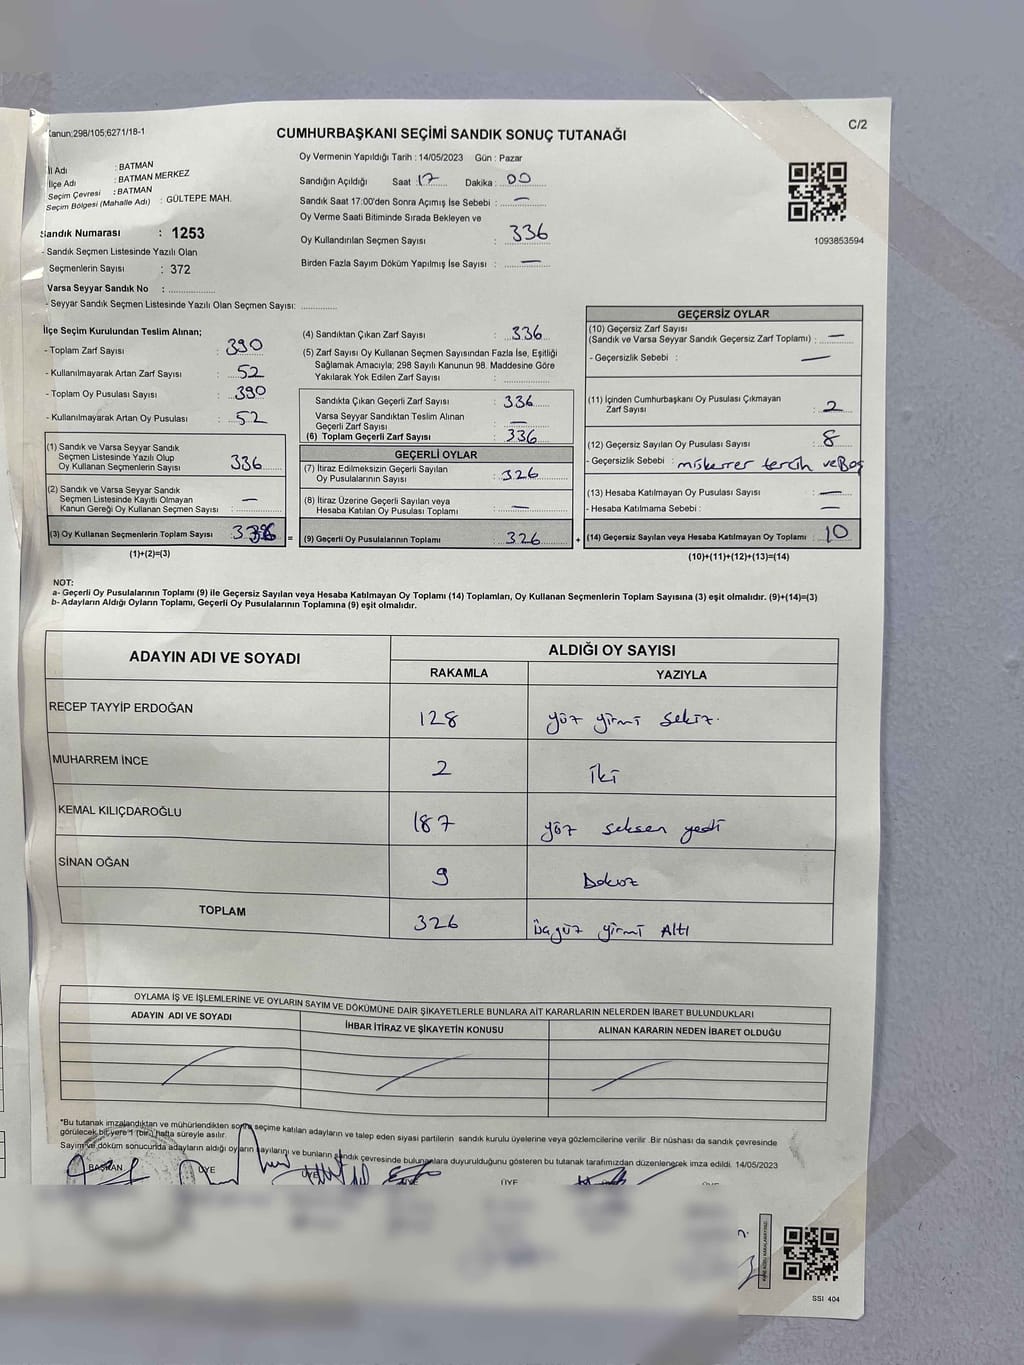 Kanun:298/105;6271/18-1
C/2
CUMHURBAŞKANI SEÇİMİ SANDIK SONUÇ TUTANAĞI
İl Adı : BATMAN
İlçe Adı : BATMAN MERKEZ
Seçim Çevresi : BATMAN
Seçim Bölgesi (Mahalle Adı) : GÜLTEPE MAH.
Sandık Numarası : 1253
- Sandık Seçmen Listesinde Yazılı Olan
Seçmenlerin Sayısı : 372
Varsa Seyyar Sandık No : ..............
- Seyyar Sandık Seçmen Listesinde Yazılı Olan Seçmen Sayısı: ..............
Oy Vermenin Yapıldığı Tarih : 14/05/2023 Gün : Pazar
Sandığın Açıldığı Saat : 17 Dakika : 00
Sandık Saat 17:00'den Sonra Açımış İse Sebebi : —
Oy Verme Saati Bitiminde Sırada Bekleyen ve
Oy Kullandırılan Seçmen Sayısı : 336
Birden Fazla Sayım Döküm Yapılmış İse Sayısı : —
1093853594
İlçe Seçim Kurulundan Teslim Alınan;
- Toplam Zarf Sayısı : 390
- Kullanılmayarak Artan Zarf Sayısı : 52
- Toplam Oy Pusulası Sayısı : 390
- Kullanılmayarak Artan Oy Pusulası : 52
(1) Sandık ve Varsa Seyyar Sandık
Seçmen Listesinde Yazılı Olup
Oy Kullanan Seçmenlerin Sayısı 336
(2) Sandık ve Varsa Seyyar Sandık
Seçmen Listesinde Kayıtlı Olmayan
Kanun Gereği Oy Kullanan Seçmen Sayısı : —
(3) Oy Kullanan Seçmenlerin Toplam Sayısı
(1)+(2)=(3)
(4) Sandıktan Çıkan Zarf Sayısı : 336
(5) Zarf Sayısı Oy Kullanan Seçmen Sayısından Fazla İse, Eşitliği
Sağlamak Amacıyla; 298 Sayılı Kanunun 98. Maddesine Göre
Yakılarak Yok Edilen Zarf Sayısı : ..............
Sandıkta Çıkan Geçerli Zarf Sayısı : 336
Varsa Seyyar Sandıktan Teslim Alınan
Geçerli Zarf Sayısı : —
(6) Toplam Geçerli Zarf Sayısı : 336
GEÇERLİ OYLAR
(7) İtiraz Edilmeksizin Geçerli Sayılan
Oy Pusulalarının Sayısı : 326
(8) İtiraz Üzerine Geçerli Sayılan veya
Hesaba Katılan Oy Pusulası Toplamı : —
= (9) Geçerli Oy Pusulalarının Toplamı : 326
GEÇERSİZ OYLAR
(10) Geçersiz Zarf Sayısı
(Sandık ve Varsa Seyyar Sandık Geçersiz Zarf Toplamı) : —
- Geçersizlik Sebebi : —
(11) İçinden Cumhurbaşkanı Oy Pusulası Çıkmayan
Zarf Sayısı : 2
(12) Geçersiz Sayılan Oy Pusulası Sayısı : 8
- Geçersizlik Sebebi : mükerrer tercih ve Boş
(13) Hesaba Katılmayan Oy Pusulası Sayısı : —
- Hesaba Katılmama Sebebi : —
+ (14) Geçersiz Sayılan veya Hesaba Katılmayan Oy Toplamı : 10
(10)+(11)+(12)+(13)=(14)
NOT:
a- Geçerli Oy Pusulalarının Toplamı (9) ile Geçersiz Sayılan veya Hesaba Katılmayan Oy Toplamı (14) Toplamları, Oy Kullanan Seçmenlerin Toplam Sayısına (3) eşit olmalıdır. (9)+(14)=(3)
b- Adayların Aldığı Oyların Toplamı, Geçerli Oy Pusulalarının Toplamına (9) eşit olmalıdır.
ADAYIN ADI VE SOYADI ALDIĞI OY SAYISI
RAKAMLA YAZIYLA
RECEP TAYYİP ERDOĞAN 128 yüz yirmi sekiz.
MUHARREM İNCE 2 iki
KEMAL KILIÇDAROĞLU 187 yüz seksen yedi
SİNAN OĞAN 9 Dokuz
TOPLAM 326 üçyüz yirmi Altı
OYLAMA İŞ VE İŞLEMLERİNE VE OYLARIN SAYIM VE DÖKÜMÜNE DAİR ŞİKAYETLERLE BUNLARA AİT KARARLARIN NELERDEN İBARET BULUNDUKLARI
ADAYIN ADI VE SOYADI İHBAR İTİRAZ VE ŞİKAYETİN KONUSU ALINAN KARARIN NEDEN İBARET OLDUĞU
*Bu tutanak imzalandıktan ve mühürlendikten sonra seçime katılan adayların ve talep eden siyasi partilerin sandık kurulu üyelerine veya gözlemcilerine verilir. Bir nüshası da sandık çevresinde
görülecek bir yere 1 (bir) hafta süreyle asılır.
Sayım ve döküm sonucunda adayların aldığı oyların sayılarını ve bunların sandık çevresinde bulunanlara duyurulduğunu gösteren bu tutanak tarafımızdan düzenlenerek imza edildi. 14/05/2023
BAŞKAN ÜYE ÜYE ÜYE ÜYE ÜYE
SSI 404